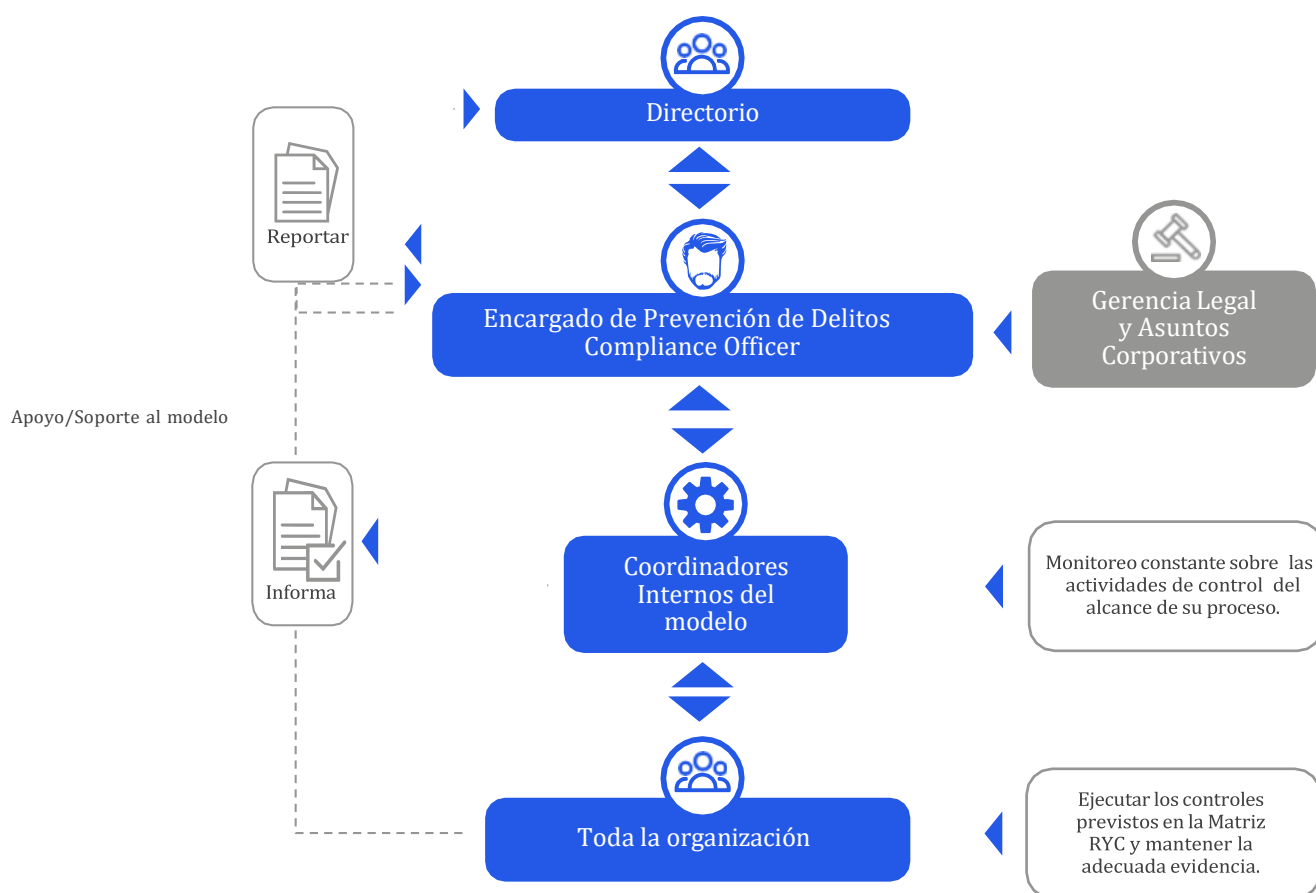 Directorio
Reportar
Encargado de Prevención de Delitos
Compliance Officer
Gerencia Legal
y Asuntos
Corporativos
Apoyo/Soporte al modelo
Informa
Coordinadores
Internos del
modelo
Monitoreo constante sobre las
actividades de control del
alcance de su proceso.
Toda la organización
Ejecutar los controles
previstos en la Matriz
RYC y mantener la
adecuada evidencia.